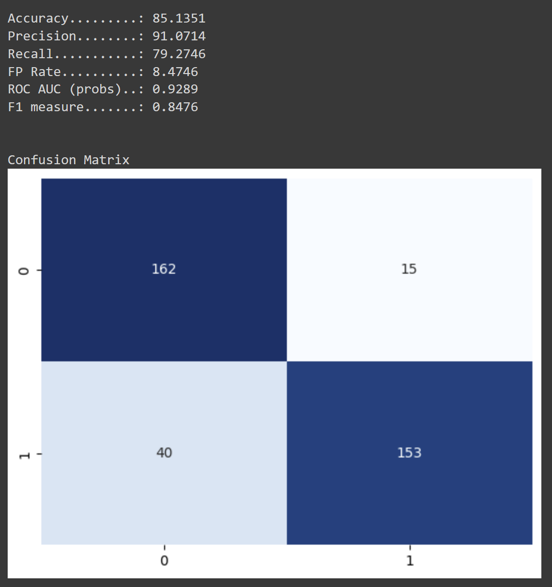 Accuracy.........: 85.1351
Precision........: 91.0714
Recall...........: 79.2746
FP Rate..........: 8.4746
ROC AUC (probs)..: 0.9289
F1 measure.......: 0.8476
Confusion Matrix
0 162 15
1 40 153
0 1